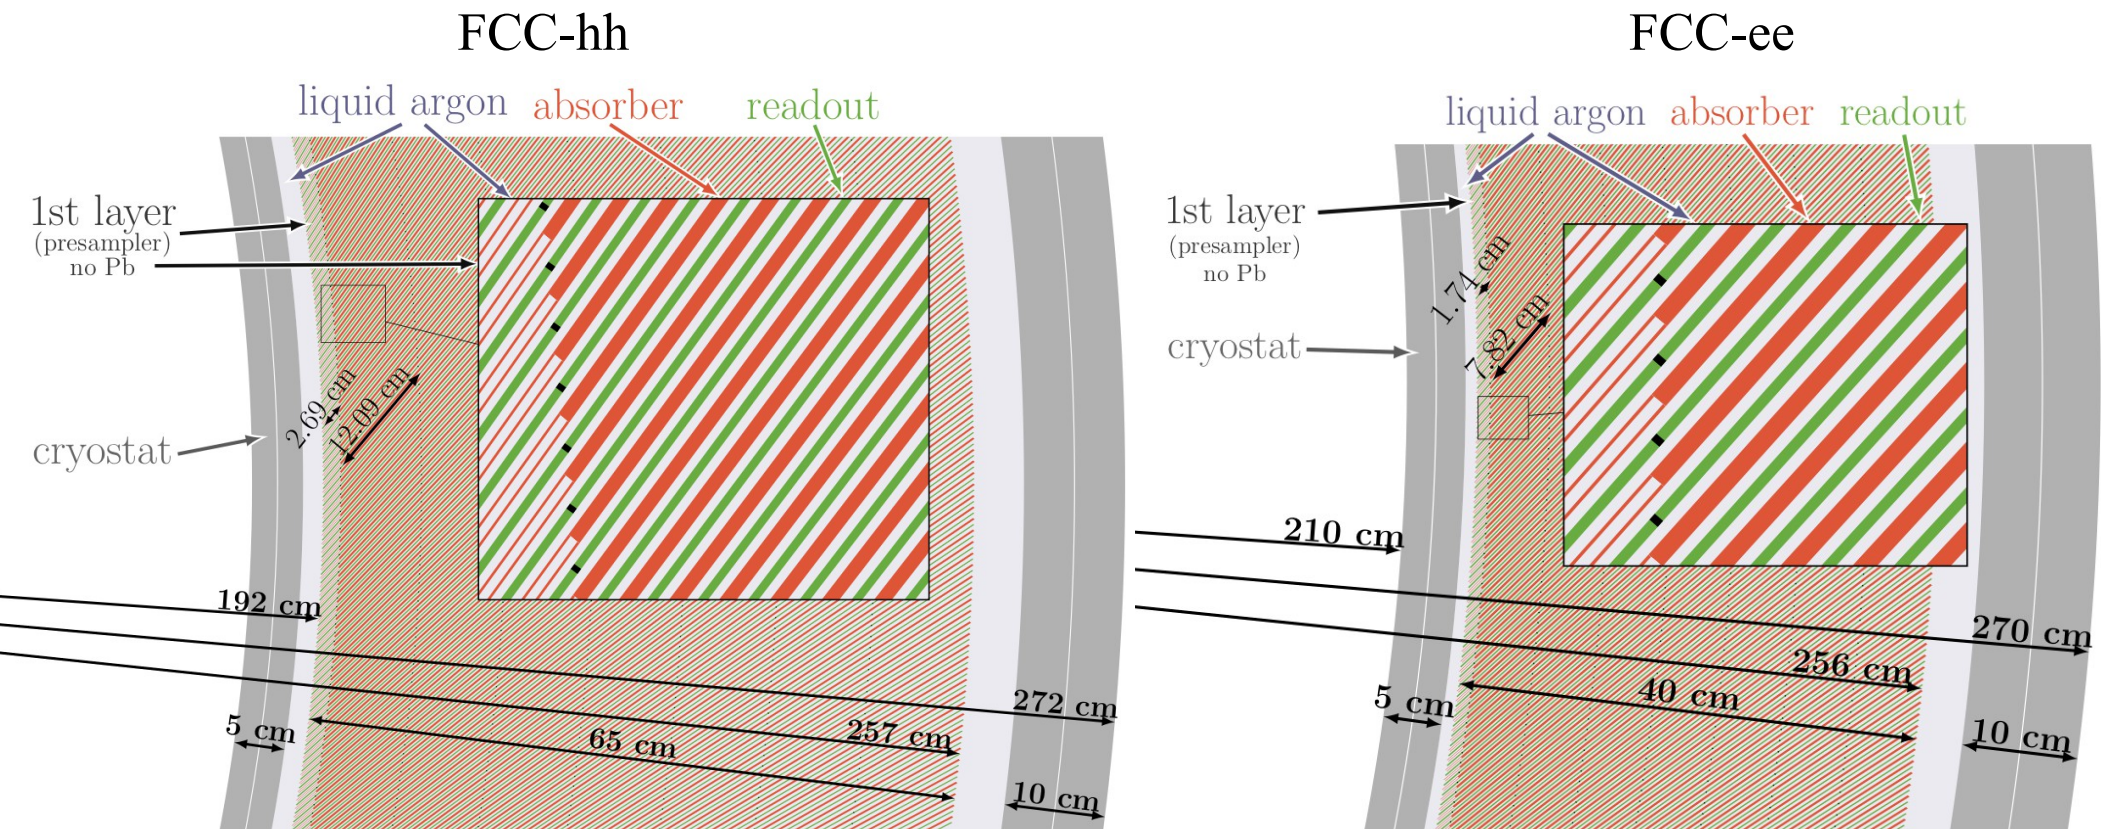 FCC-hh
liquid argon
absorber
readout
1st layer
(presampler)
no Pb
cryostat
2.69 cm
12.09 cm
192 cm
272 cm
257 cm
65 cm
5 cm
10 cm
FCC-ee
liquid argon
absorber
readout
1st layer
(presampler)
no Pb
1.74 cm
7.82 cm
cryostat
210 cm
270 cm
256 cm
40 cm
5 cm
10 cm